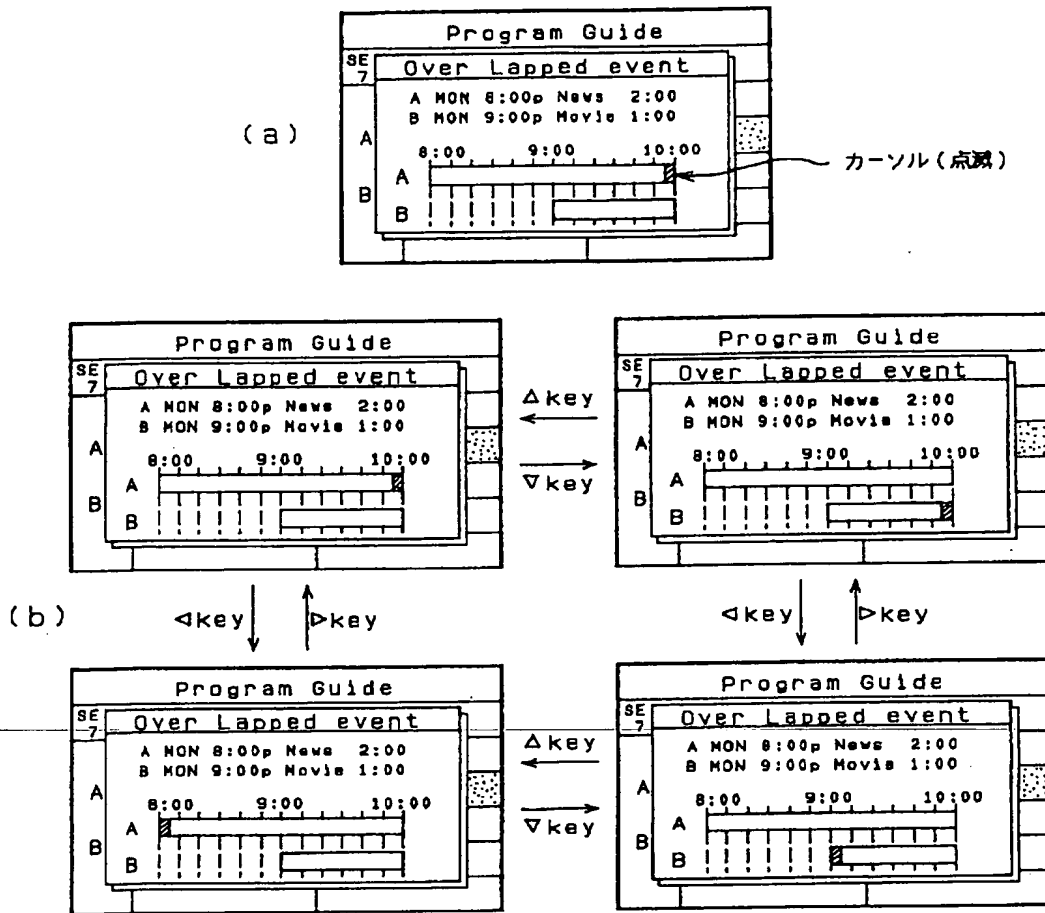 Program Guide
SE
7
Over Lapped event
A MON 8:00p News 2:00
B MON 9:00p Movie 1:00
(a)
A
8:00 9:00 10:00
カーソル(点滅)
A
B
B
Program Guide
SE
7
Over Lapped event
A MON 8:00p News 2:00
B MON 9:00p Movie 1:00
A
8:00 9:00 10:00
A
B
B
△key
▽key
Program Guide
SE
7
Over Lapped event
A MON 8:00p News 2:00
B MON 9:00p Movie 1:00
A
8:00 9:00 10:00
A
B
B
(b)
◁key ▷key
◁key ▷key
Program Guide
SE
7
Over Lapped event
A MON 8:00p News 2:00
B MON 9:00p Movie 1:00
A
8:00 9:00 10:00
A
B
B
△key
▽key
Program Guide
SE
7
Over Lapped event
A MON 8:00p News 2:00
B MON 9:00p Movie 1:00
A
8:00 9:00 10:00
A
B
B